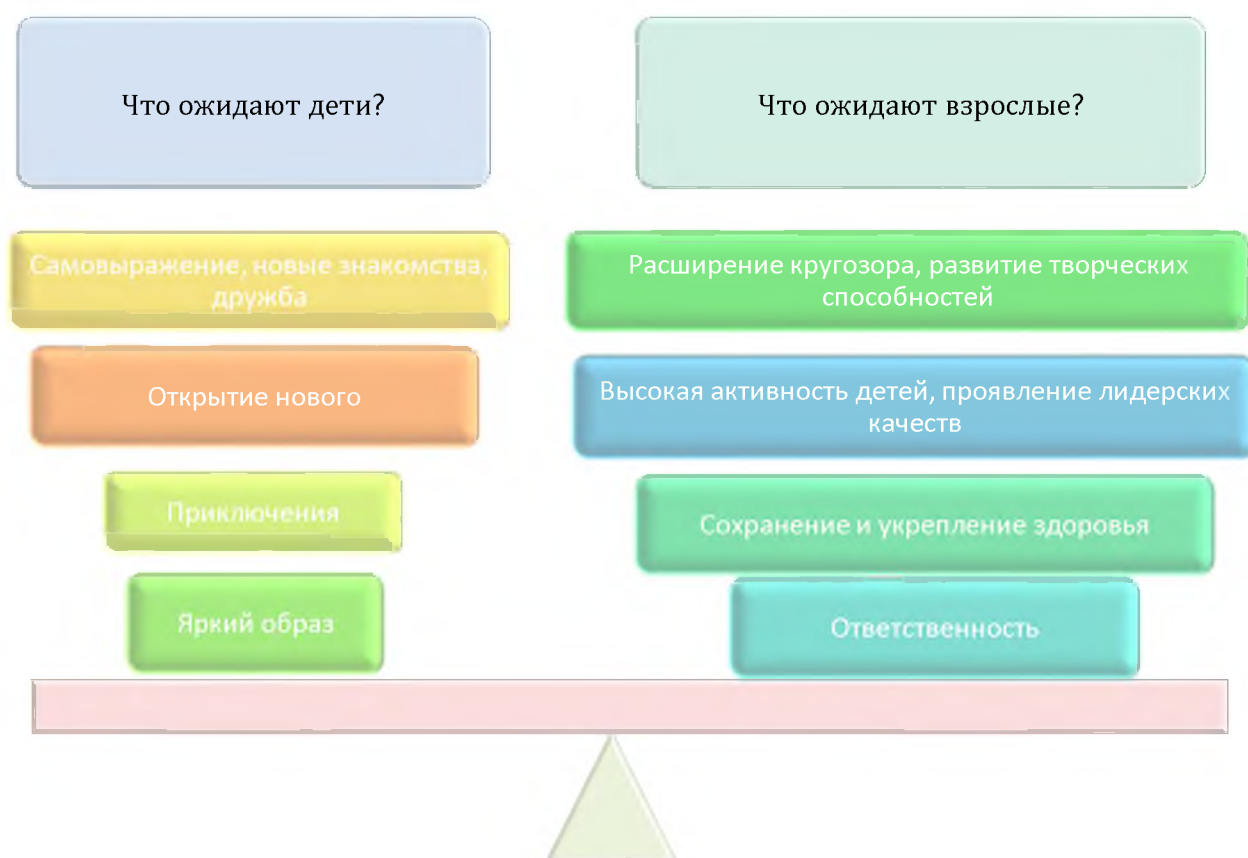 Что ожидают дети?
Самовыражение, новые знакомства,
дружба
Открытие нового
Приключения
Яркий образ
Что ожидают взрослые?
Расширение кругозора, развитие творческих
способностей
Высокая активность детей, проявление лидерских
качеств
Сохранение и укрепление здоровья
Ответственность